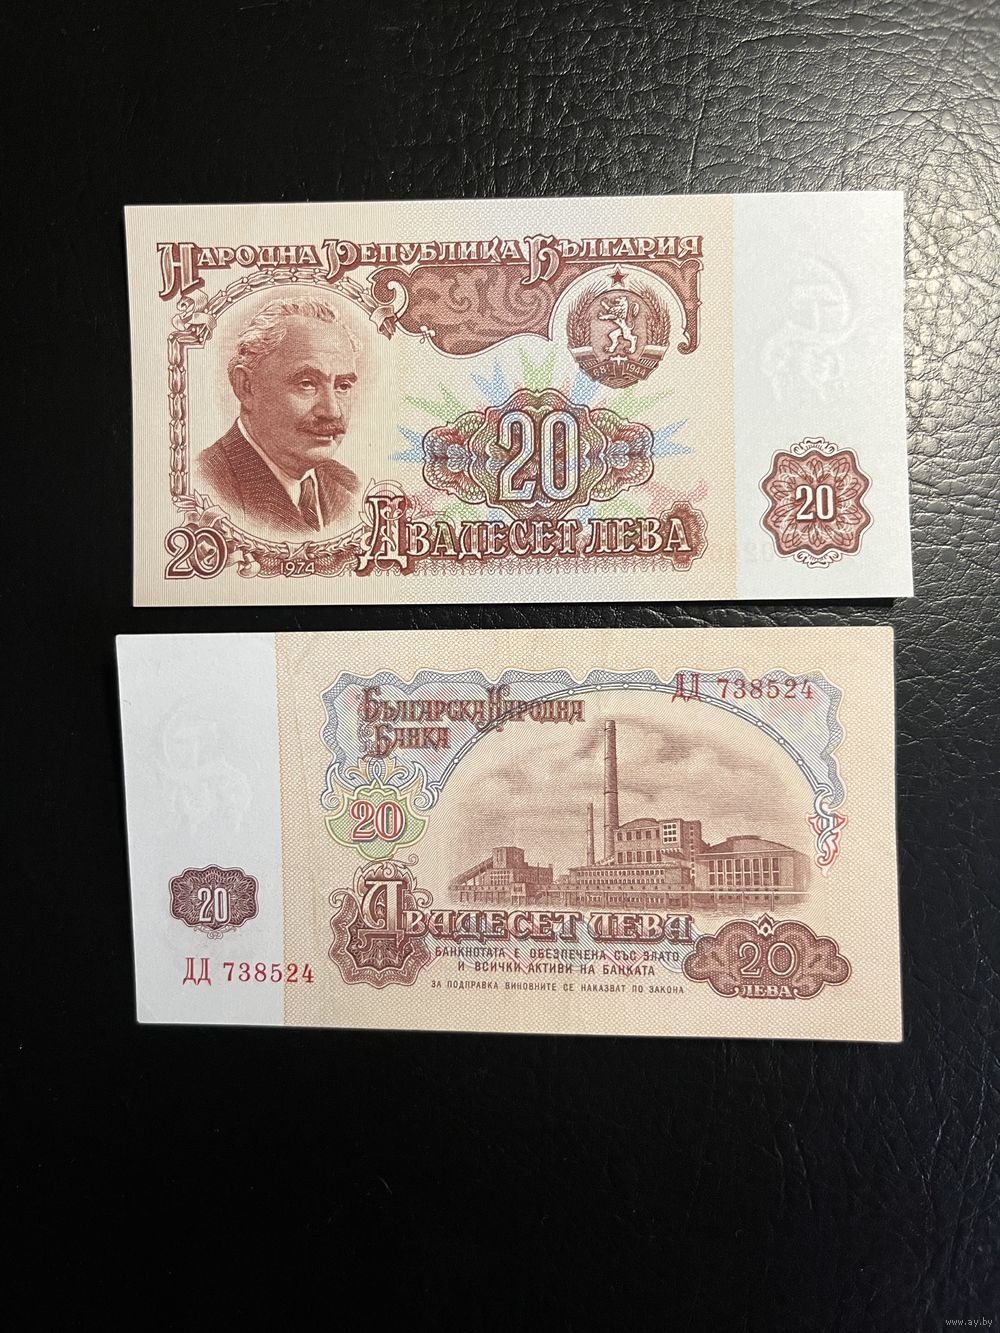 Народна Република България
681 1944
20
20
20
1974
Двадесет лева
ДД 738524
Българска Народна
Банка
20
20
Двадесет лева
БАНКНОТАТА Е ОБЕЗПЕЧЕНА СЪС ЗЛАТО
И ВСИЧКИ АКТИВИ НА БАНКАТА
ЗА ПОДПРАВКА ВИНОВНИТЕ СЕ НАКАЗВАТ ПО ЗАКОНА
20
ЛЕВА
ДД 738524
www.ay.by